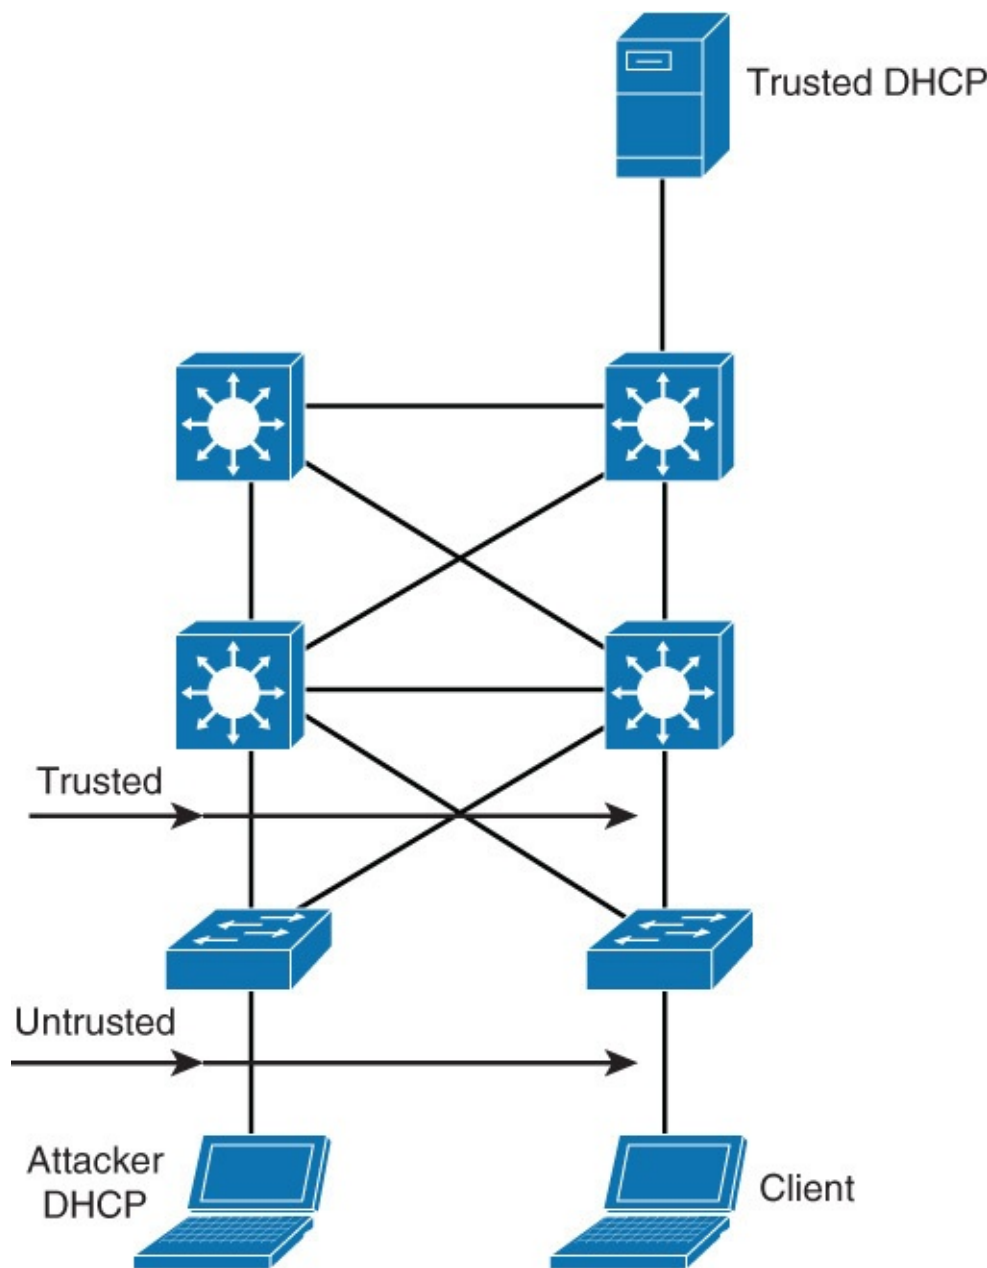 Trusted DHCP
Trusted
Untrusted
Attacker
DHCP
Client